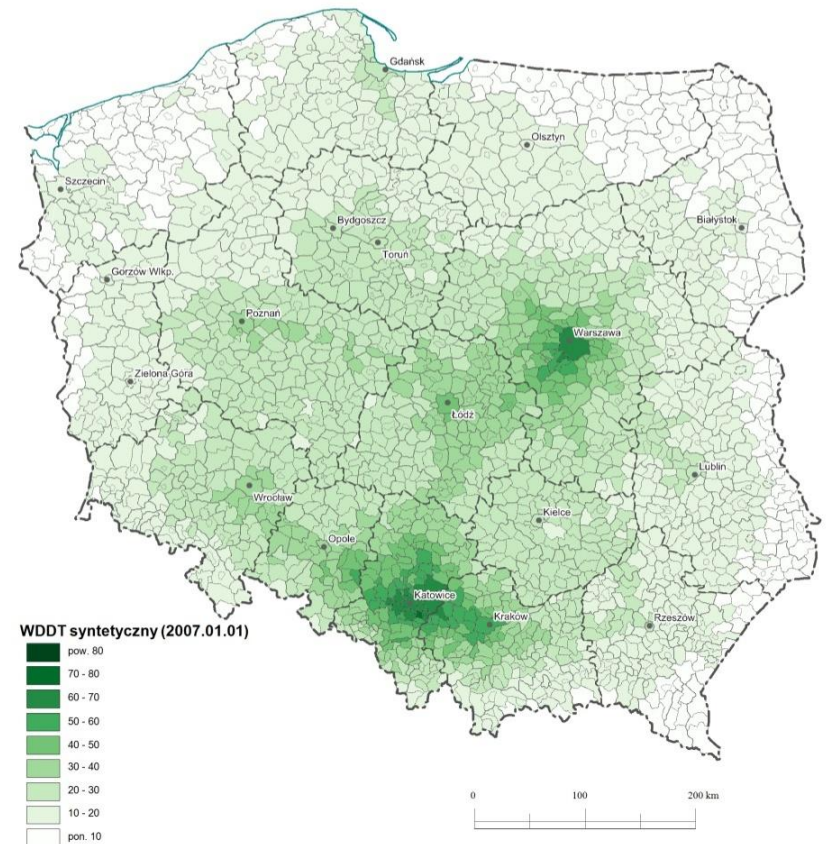 Gdańsk
Olsztyn
Szczecin
Białystok
Bydgoszcz
Toruń
Gorzów Wlkp.
Poznań
Warszawa
Zielona Góra
Łódź
Lublin
Wrocław
Kielce
Opole
Katowice
Kraków
Rzeszów
WDDT syntetyczny (2007.01.01)
pow. 80
70 - 80
60 - 70
50 - 60
40 - 50
30 - 40
20 - 30
10 - 20
pon. 10
0 100 200 km